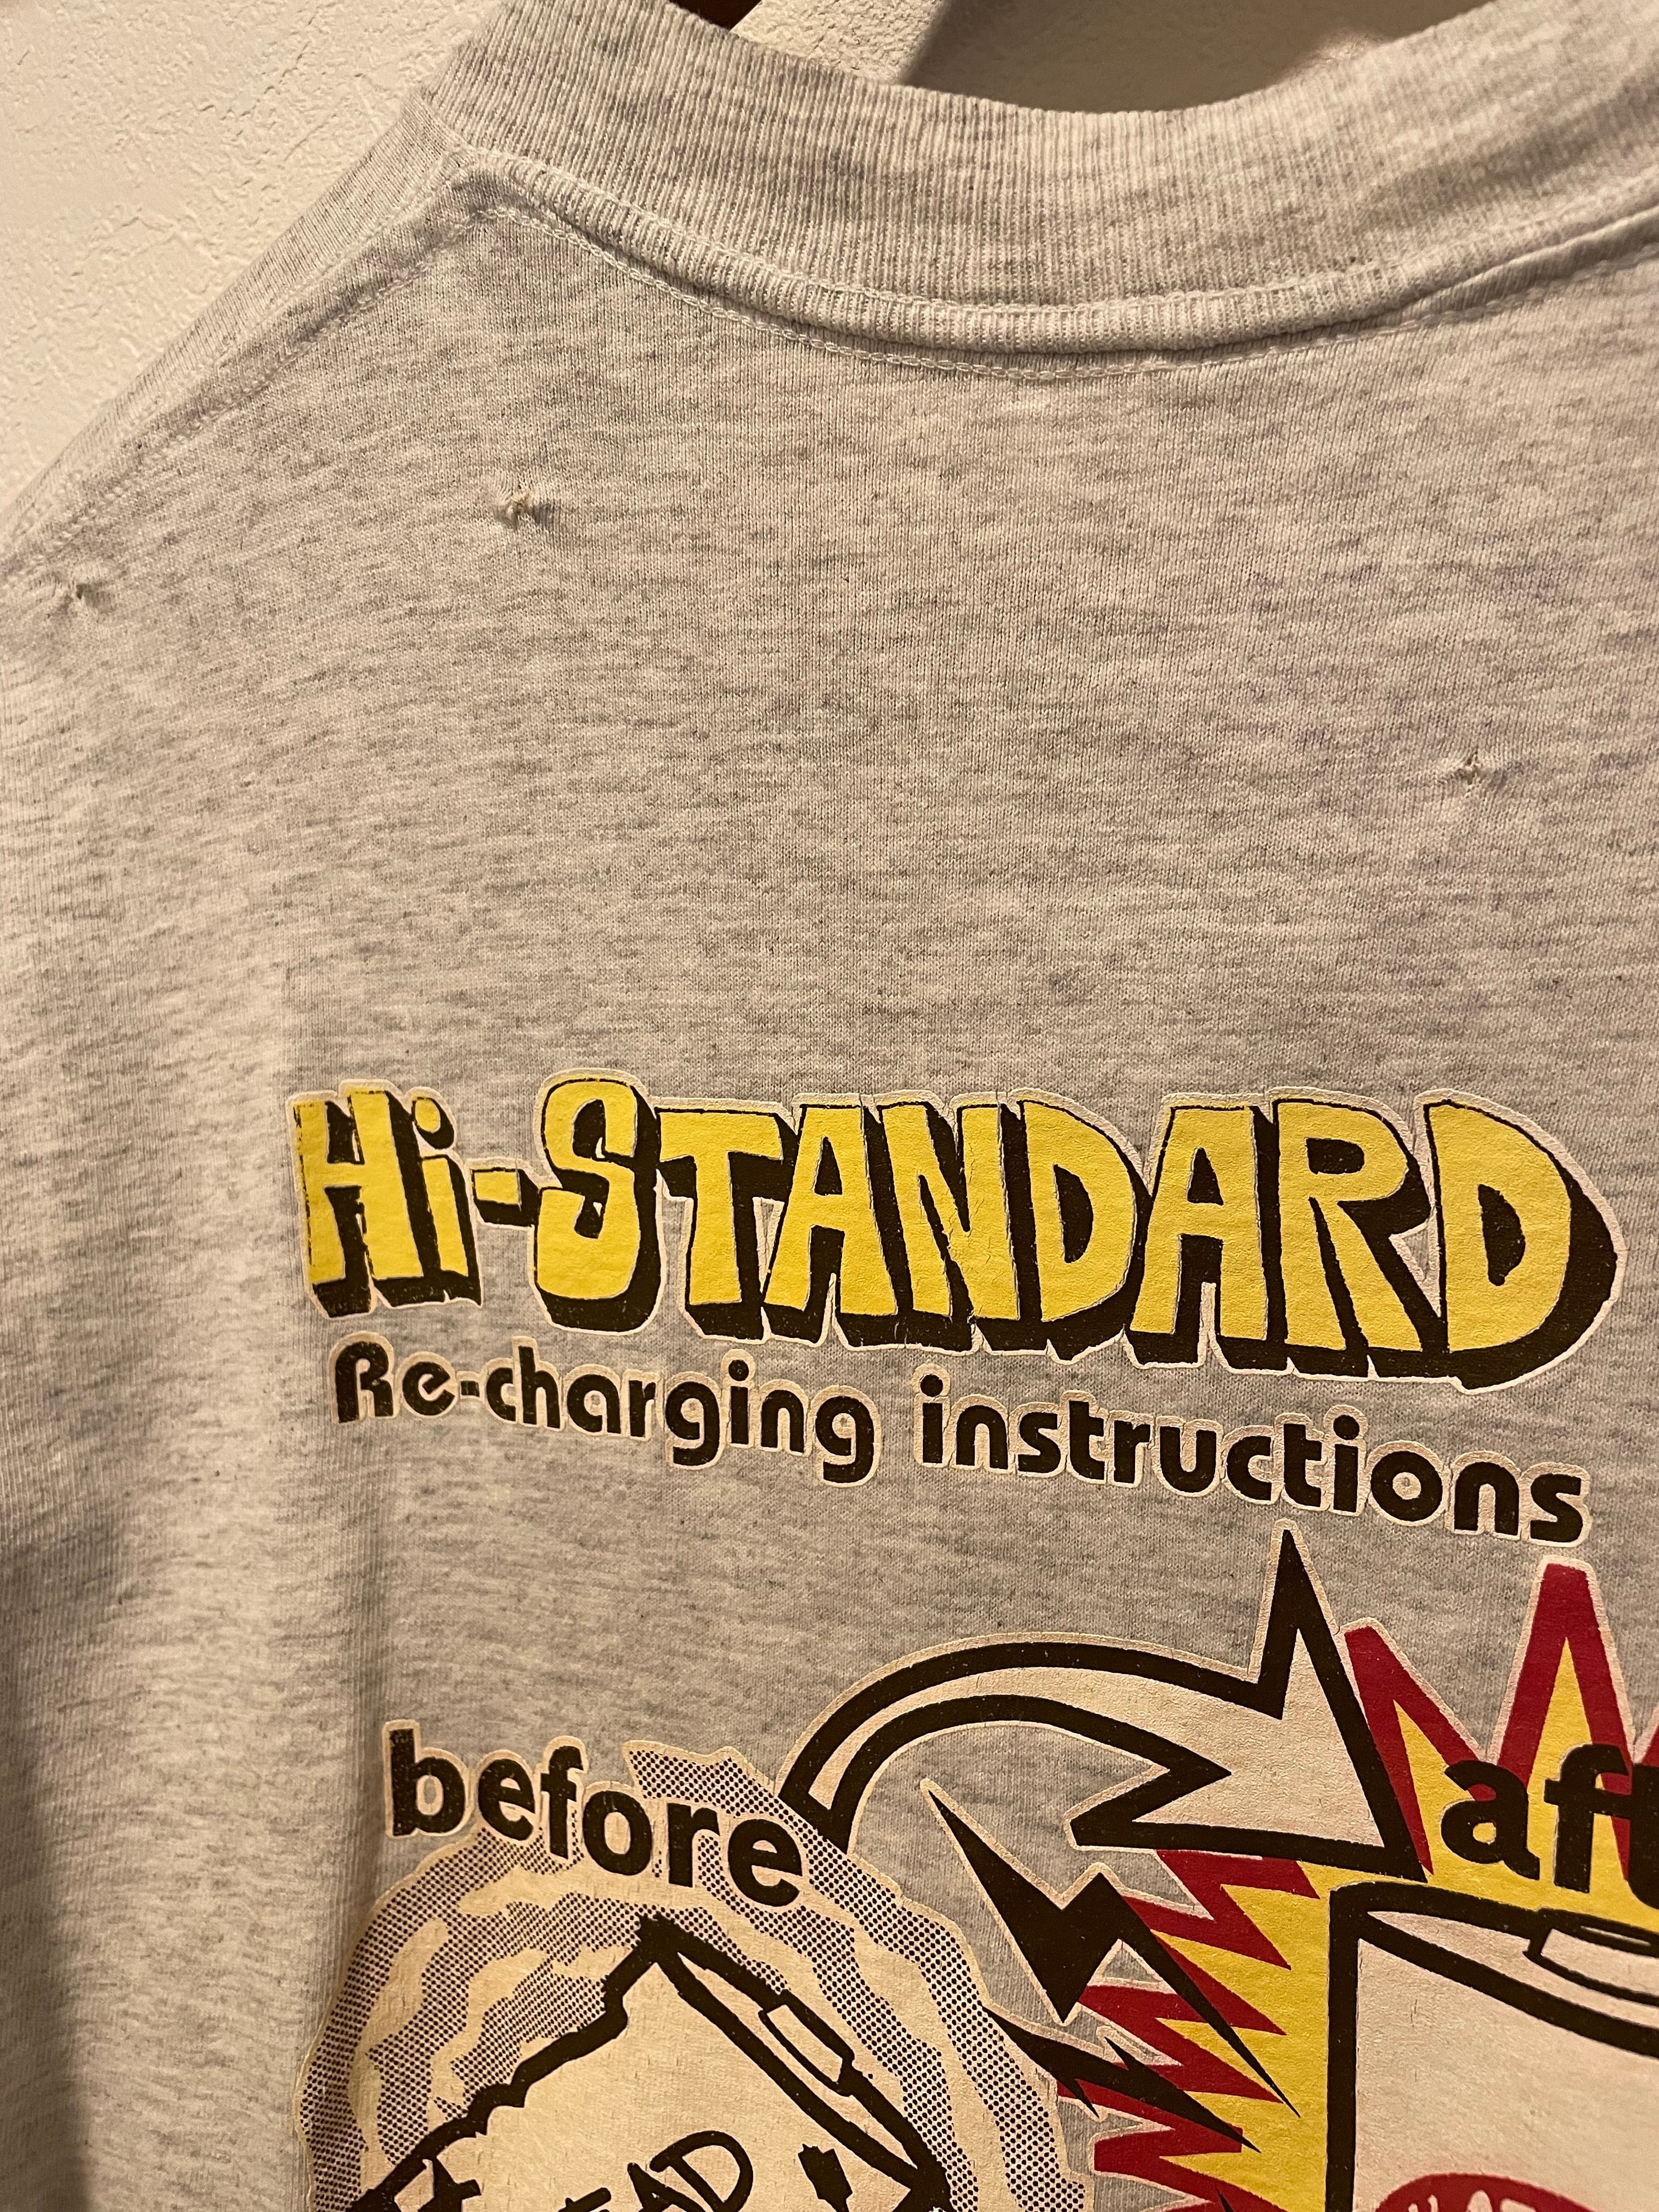 Hi-STANDARD
Re-charging instructions
before